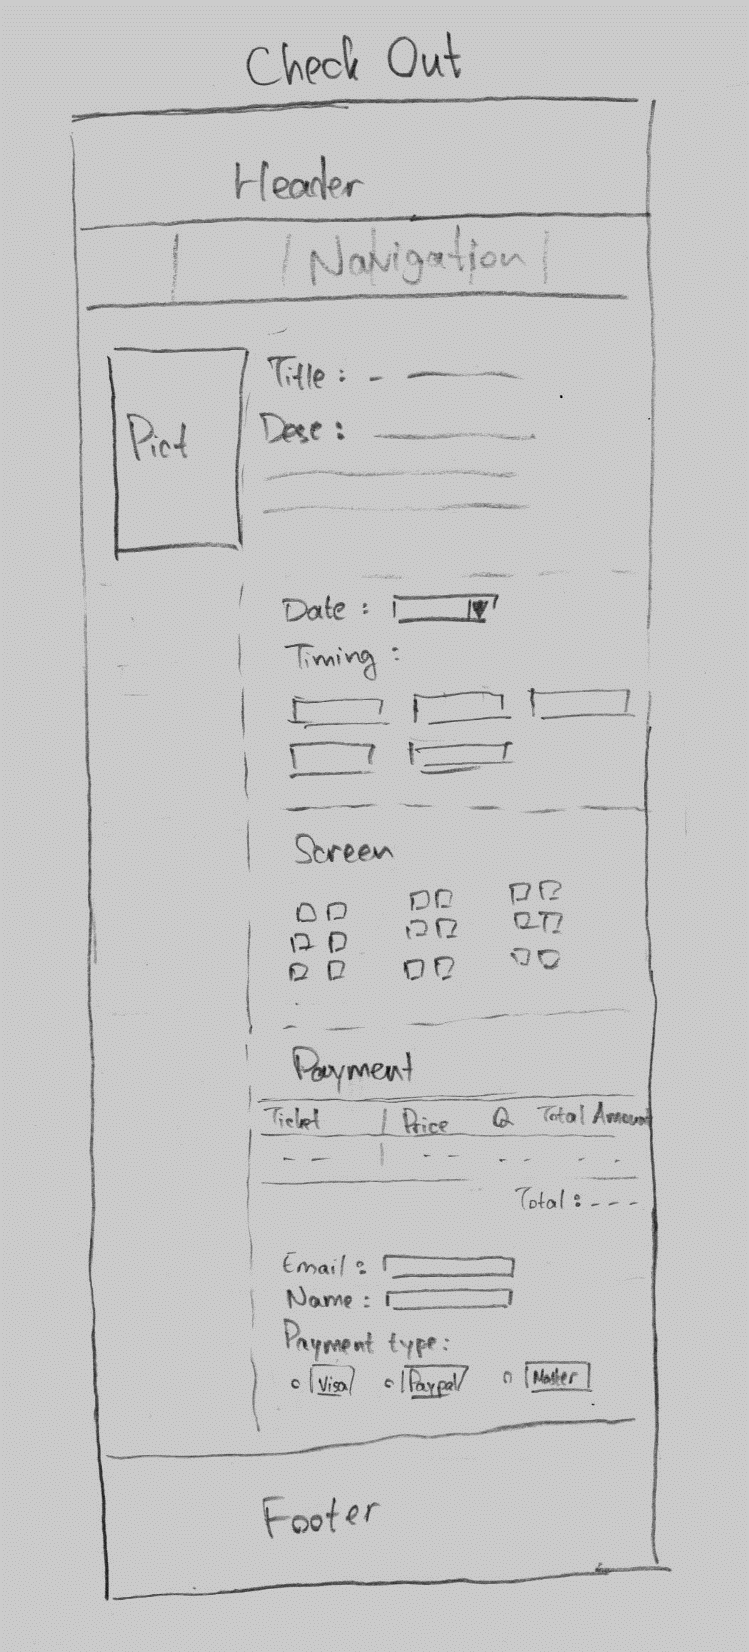 Check Out
Header
Navigation
Pict
Title : -
Desc :
Date :
Timing :
Screen
Payment
Ticket | Price Q Total Amount
-- -- -- --
Total : ---
Email :
Name :
Payment type :
Visa Paypal Master
Footer